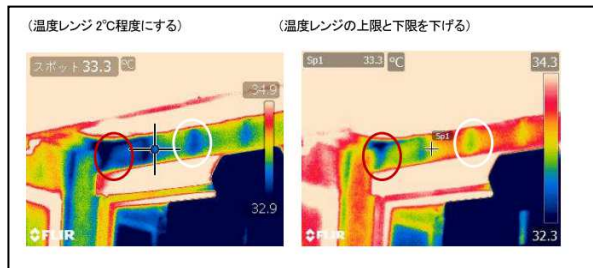 （温度レンジ 2℃程度にする）
（温度レンジの上限と下限を下げる）
スポット 33.3 ℃
34.9
32.9
FLIR
Sp1 33.3 ℃
34.3
Sp1
32.3
FLIR